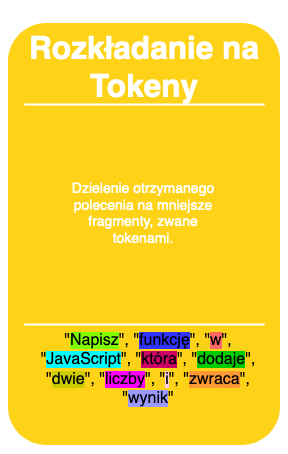 Rozkładanie na
Tokeny
Dzielenie otrzymanego
polecenia na mniejsze
fragmenty, zwane
tokenami.
"Napisz", "funkcję", "w",
"JavaScript", "która", "dodaje",
"dwie", "liczby", "i", "zwraca",
"wynik"